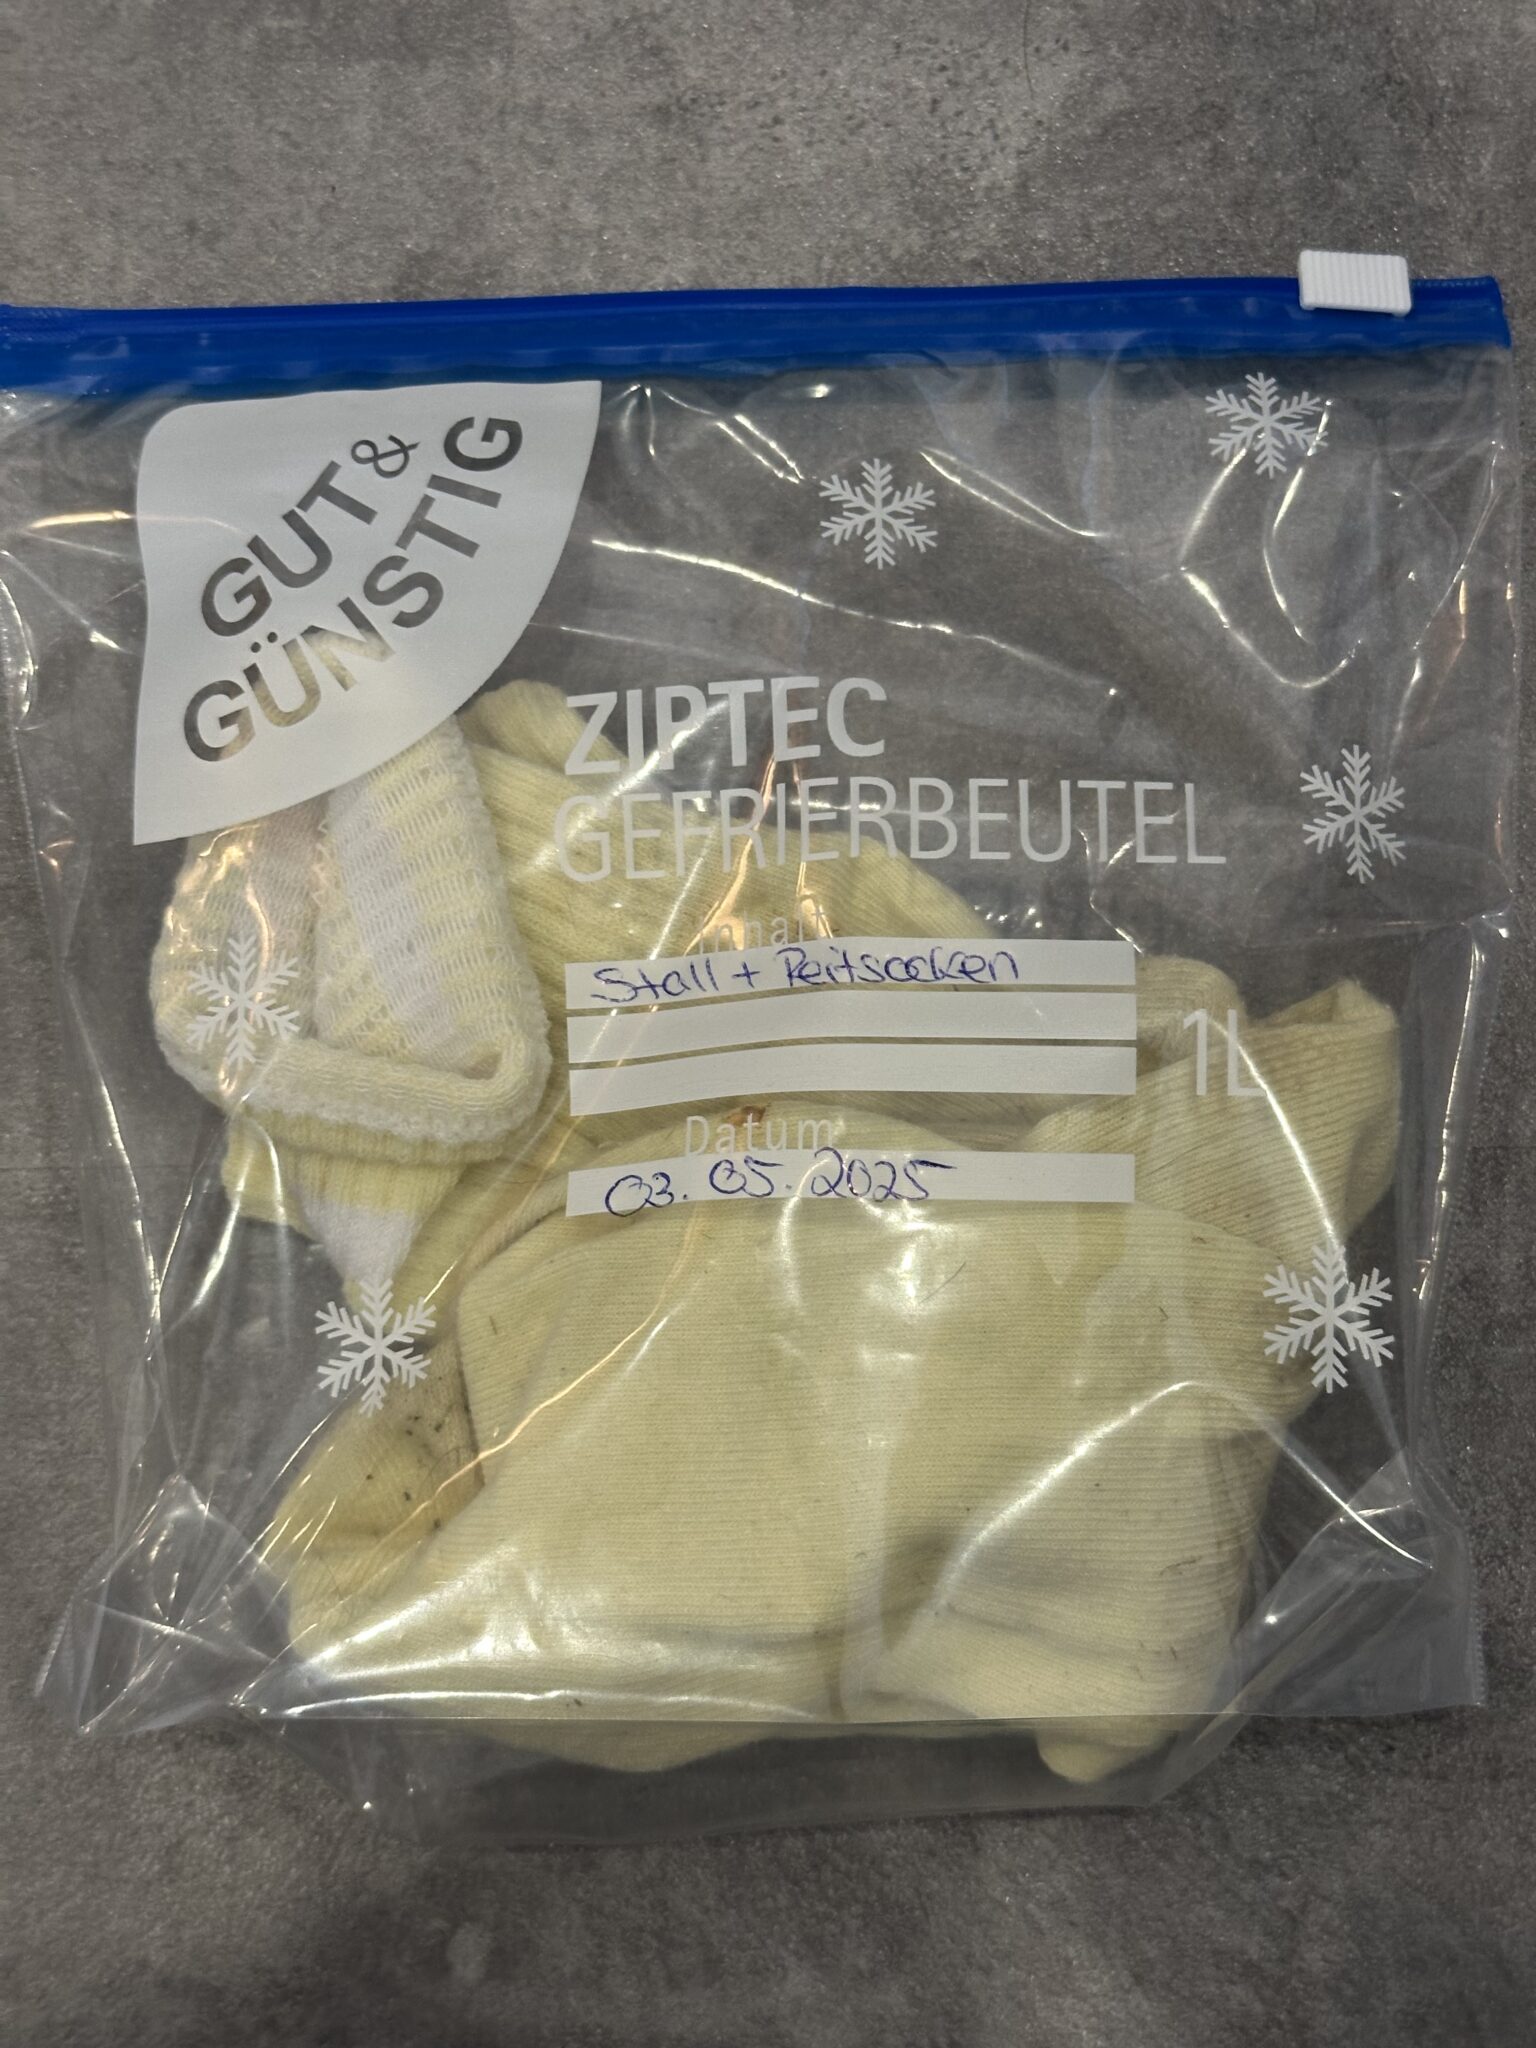 GUT &
GÜNSTIG
ZIPTEC
GEFRIERBEUTEL
Inhalt
Stall + Reitsocken
1L
Datum
03.05.2025